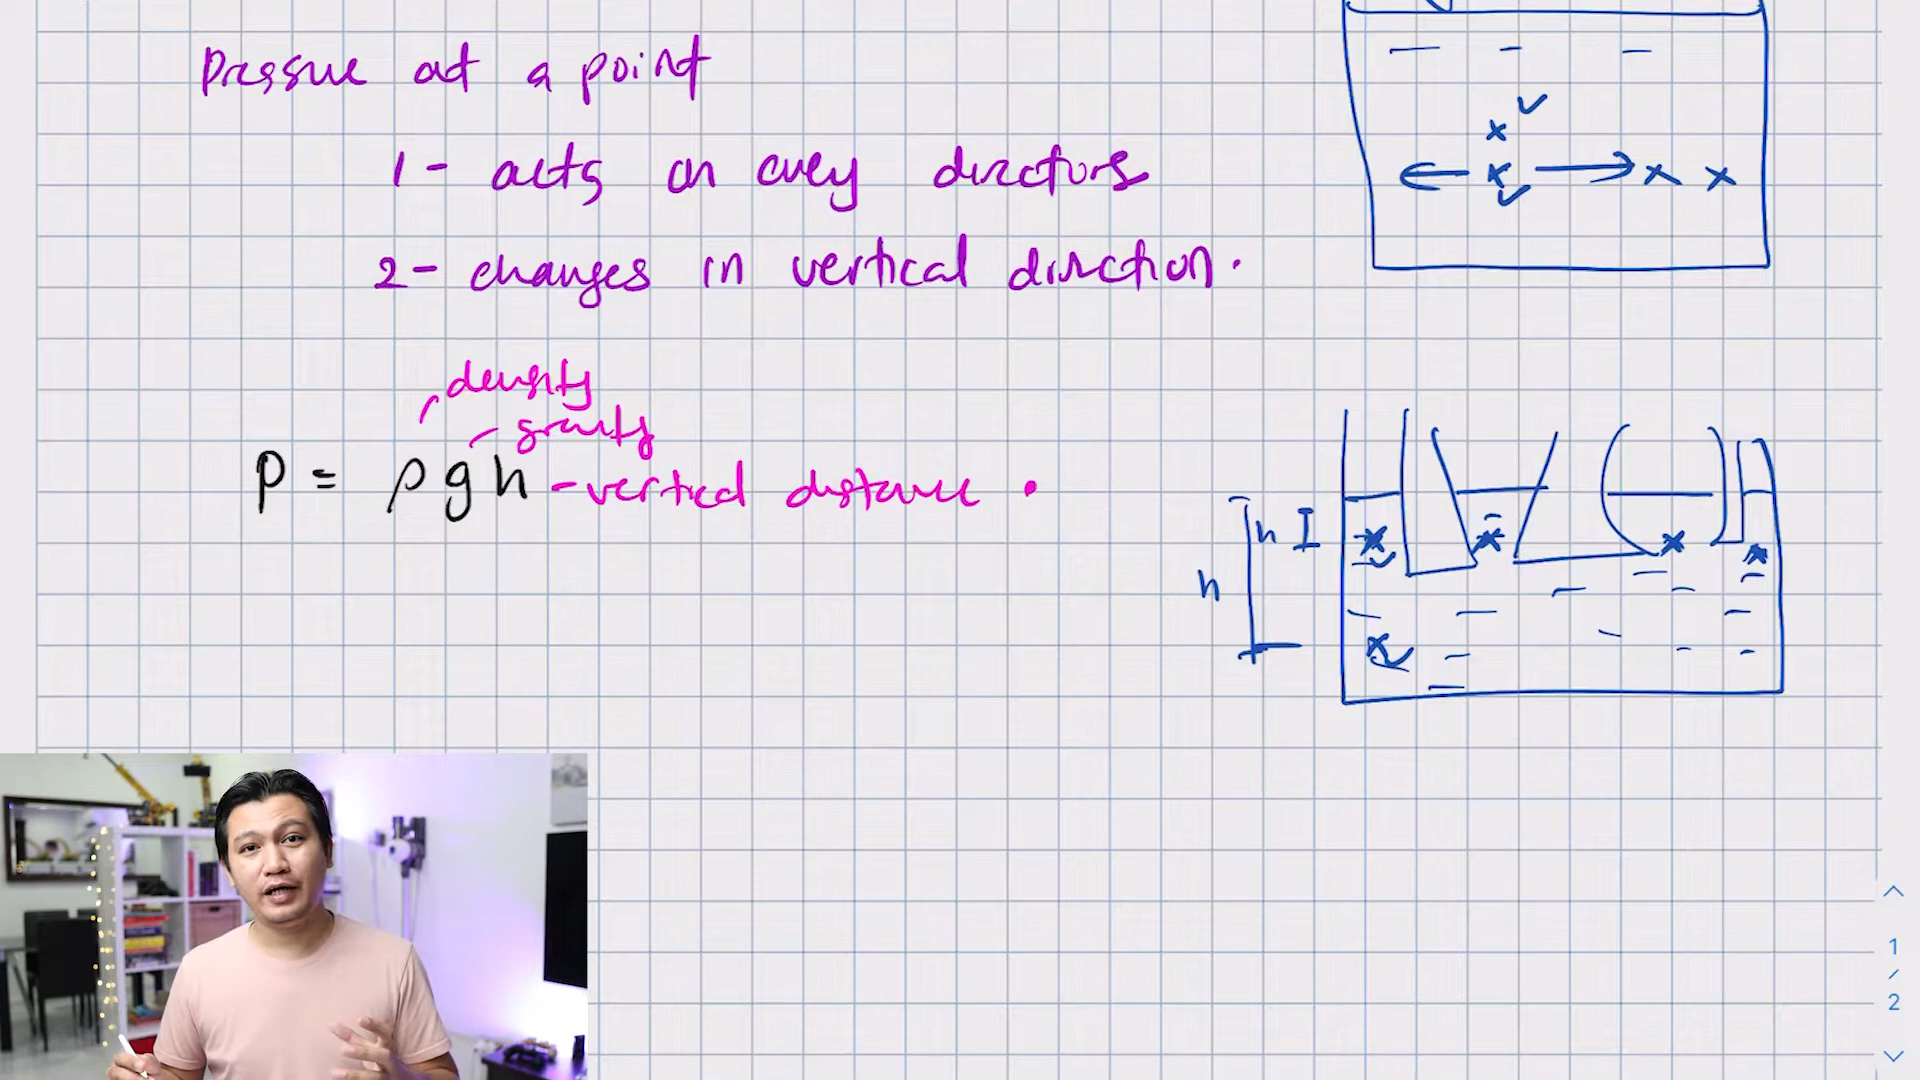 Pressure at a point
1- acts on every directions
2- changes in vertical direction.
density
gravity
P = ρgh - vertical distance
h
h
1
/
2